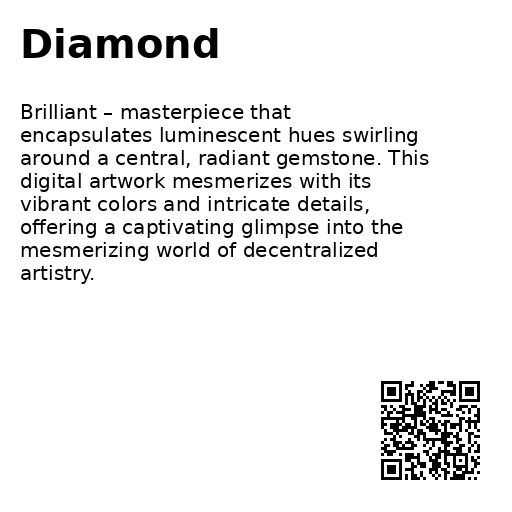 Diamond
Brilliant – masterpiece that
encapsulates luminescent hues swirling
around a central, radiant gemstone. This
digital artwork mesmerizes with its
vibrant colors and intricate details,
offering a captivating glimpse into the
mesmerizing world of decentralized
artistry.